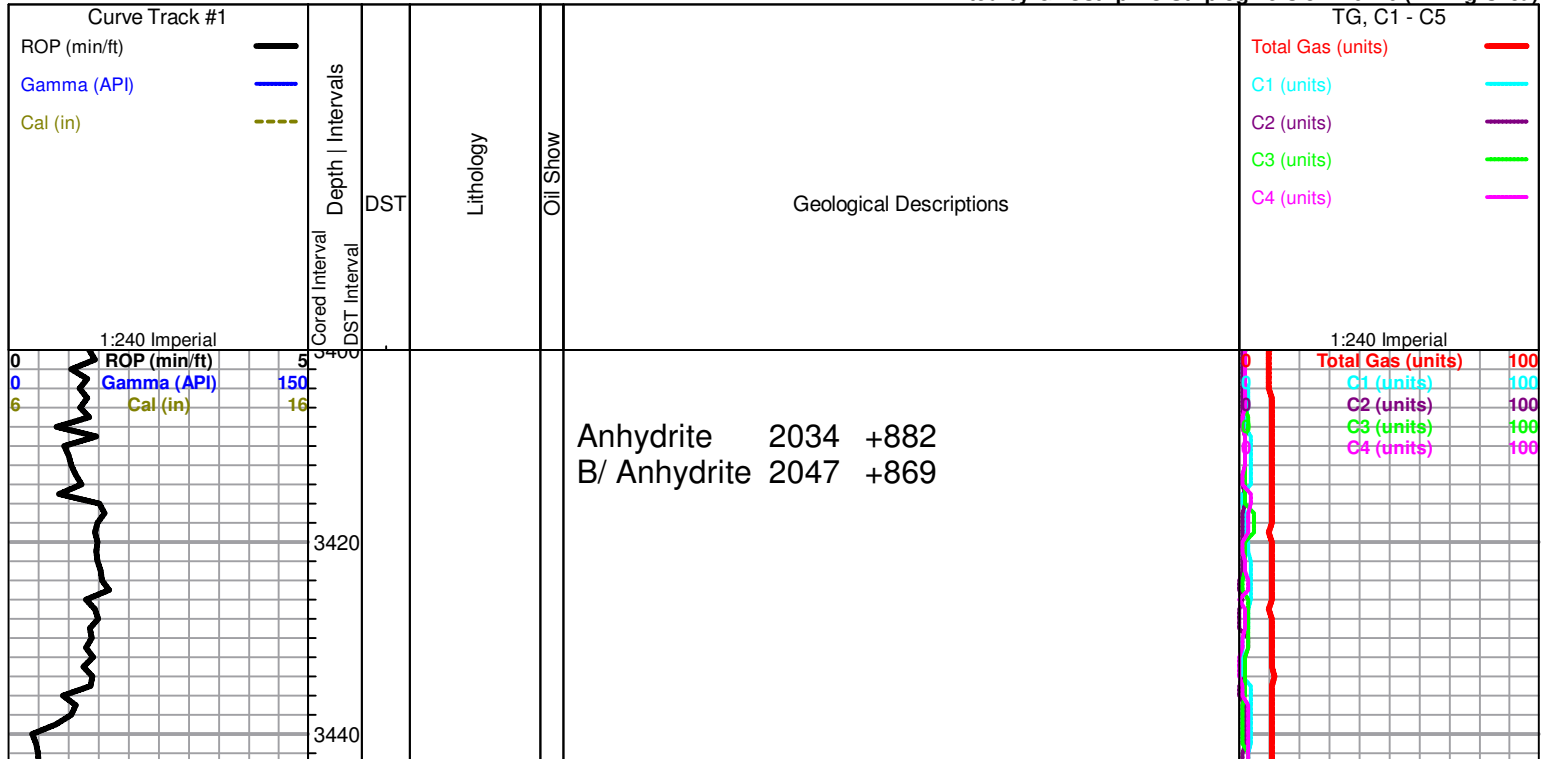 Curve Track #1
ROP (min/ft)
Gamma (API)
Cal (in)
1:240 Imperial
Cored Interval
Depth | Intervals
DST Interval
DST
Lithology
Oil Show
Geological Descriptions
TG, C1 - C5
Total Gas (units)
C1 (units)
C2 (units)
C3 (units)
C4 (units)
1:240 Imperial
0 ROP (min/ft) 5
0 Gamma (API) 150
6 Cal (in) 16
3400
Anhydrite 2034 +882
B/ Anhydrite 2047 +869
3420
3440
0 Total Gas (units) 100
0 C1 (units) 100
0 C2 (units) 100
0 C3 (units) 100
0 C4 (units) 100